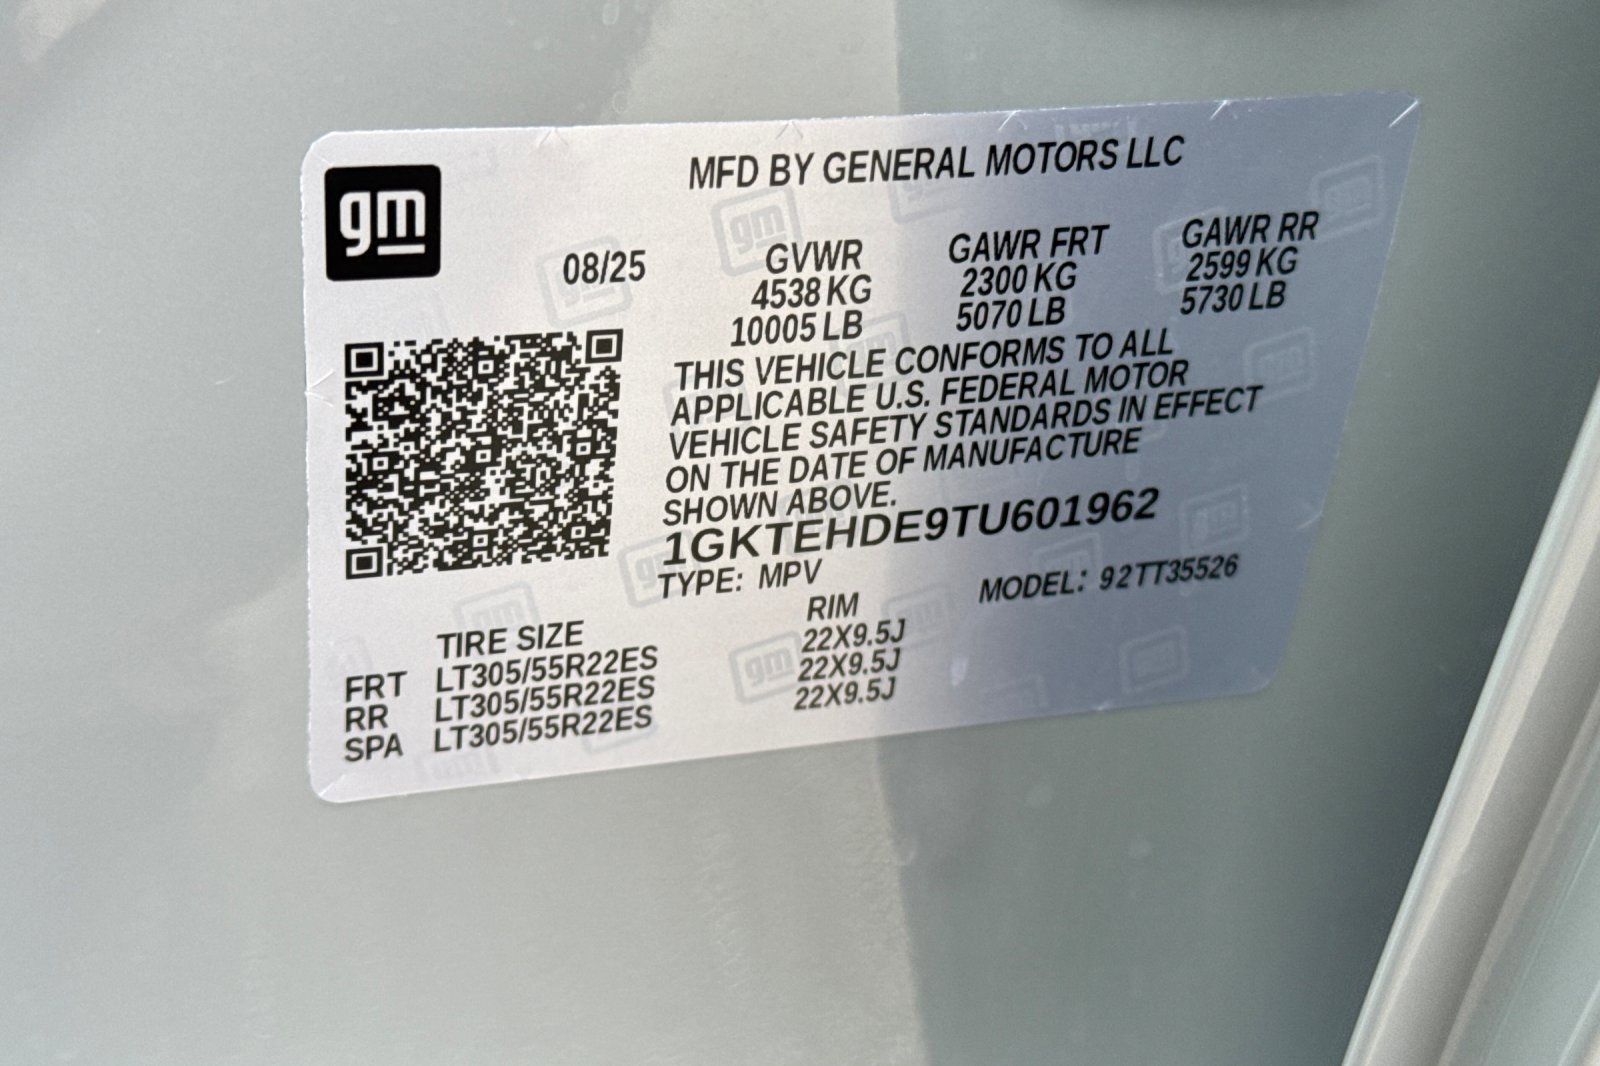 gm
MFD BY GENERAL MOTORS LLC
08/25 GVWR GAWR FRT GAWR RR
4538 KG 2300 KG 2599 KG
10005 LB 5070 LB 5730 LB
THIS VEHICLE CONFORMS TO ALL
APPLICABLE U.S. FEDERAL MOTOR
VEHICLE SAFETY STANDARDS IN EFFECT
ON THE DATE OF MANUFACTURE
SHOWN ABOVE.
1GKTEHDE9TU601962
TYPE: MPV MODEL: 92TT35526
TIRE SIZE RIM
FRT LT305/55R22ES 22X9.5J
RR LT305/55R22ES 22X9.5J
SPA LT305/55R22ES 22X9.5J